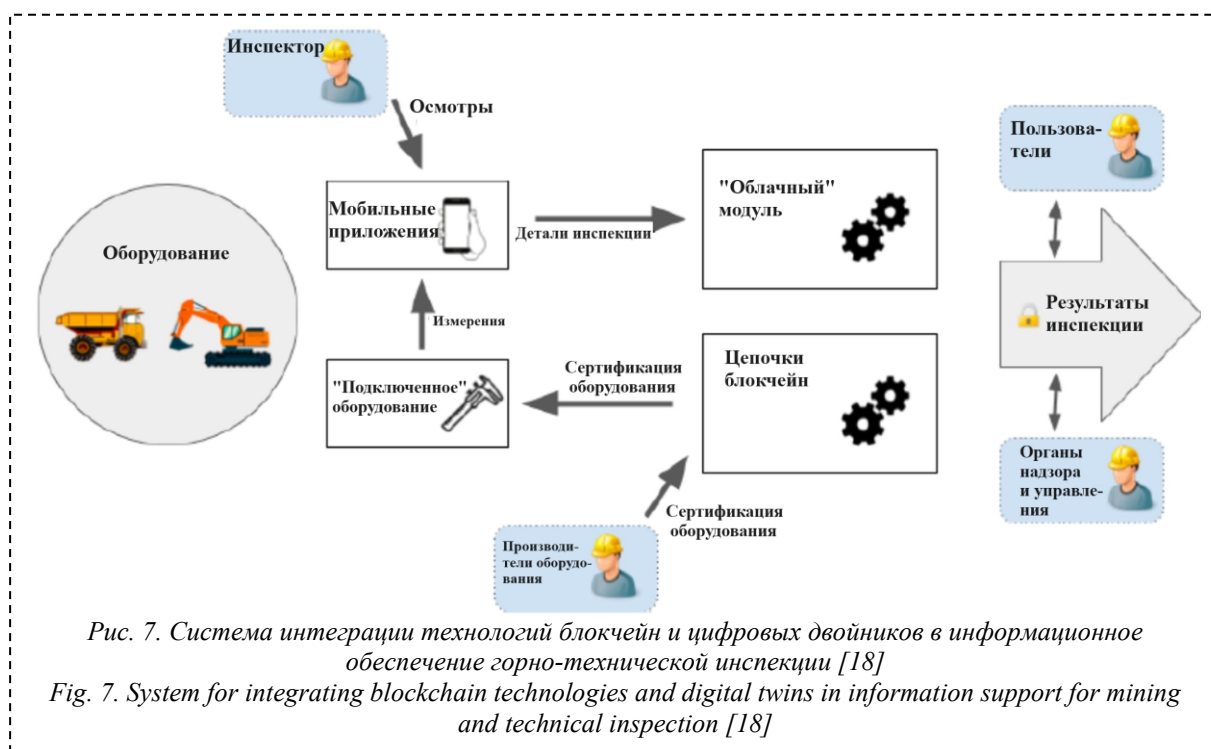 Инспектор
Осмотры
Пользова-
тели
Мобильные
приложения
"Облачный"
модуль
Детали инспекции
Оборудование
Результаты
инспекции
Измерения
Сертификация
оборудования
Цепочки
блокчейн
"Подключенное"
оборудование
Органы
надзора
и управле-
ния
Сертификация
оборудования
Производи-
тели оборудо-
вания
Рис. 7. Система интеграции технологий блокчейн и цифровых двойников в информационное
обеспечение горно-технической инспекции [18]
Fig. 7. System for integrating blockchain technologies and digital twins in information support for mining
and technical inspection [18]